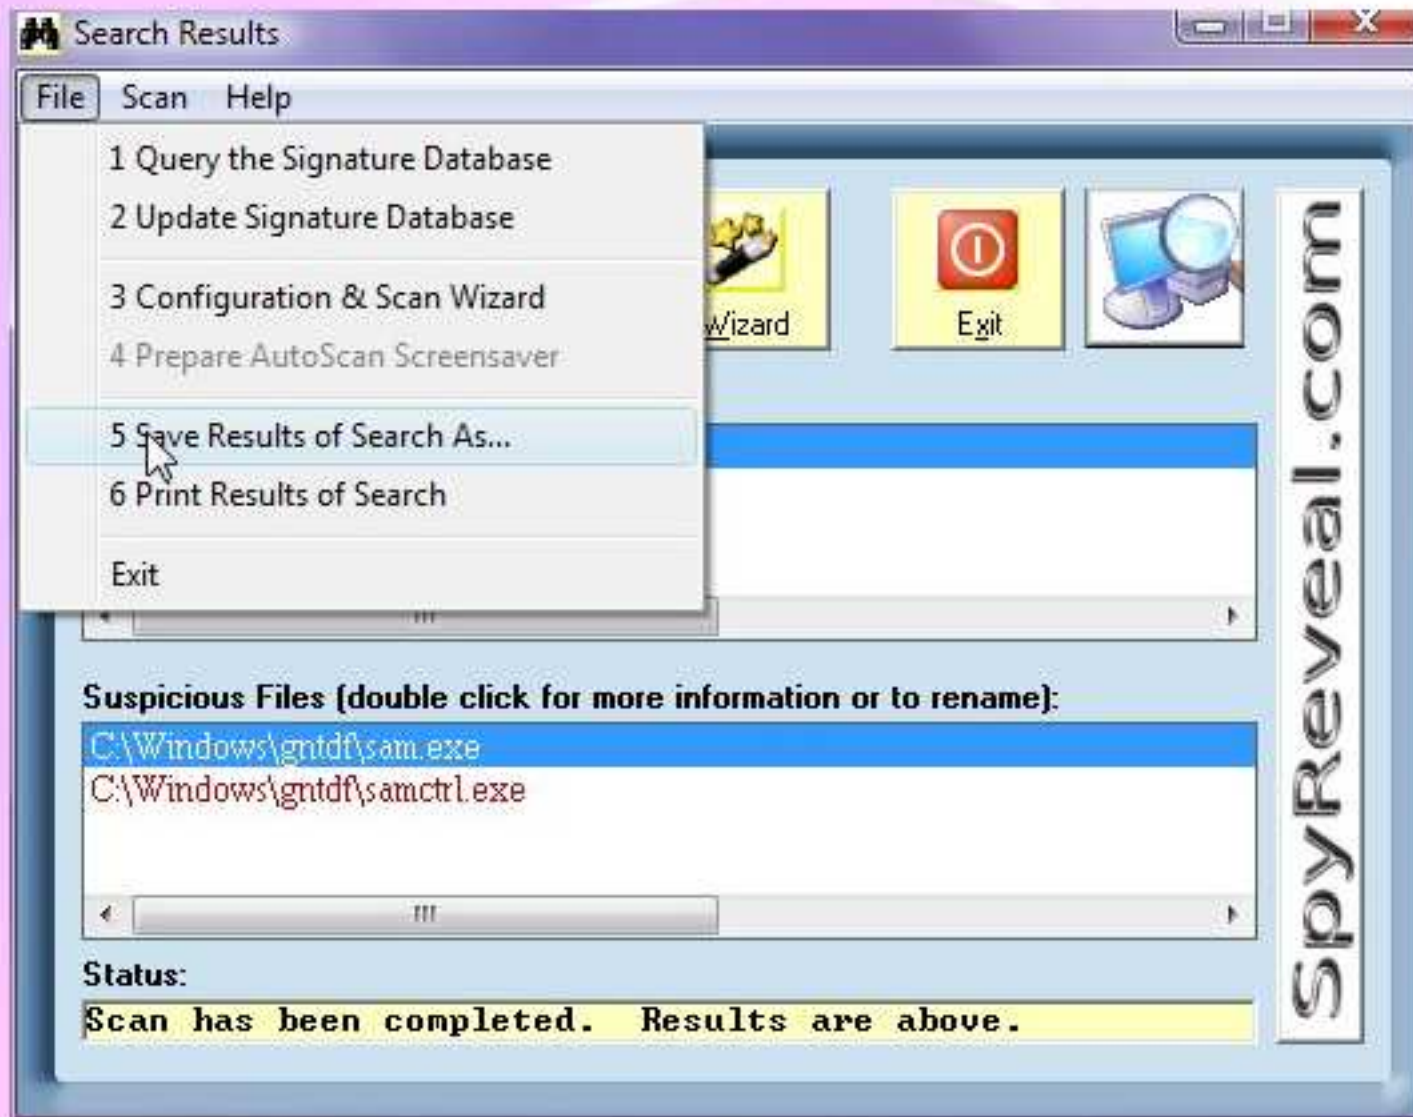 Search Results
File Scan Help
1 Query the Signature Database
2 Update Signature Database
3 Configuration & Scan Wizard
4 Prepare AutoScan Screensaver
5 Save Results of Search As...
6 Print Results of Search
Exit
Wizard
Exit
SpyReveal.com
Suspicious Files (double click for more information or to rename):
C:\Windows\gntdf\sam.exe
C:\Windows\gntdf\samctrl.exe
Status:
Scan has been completed. Results are above.